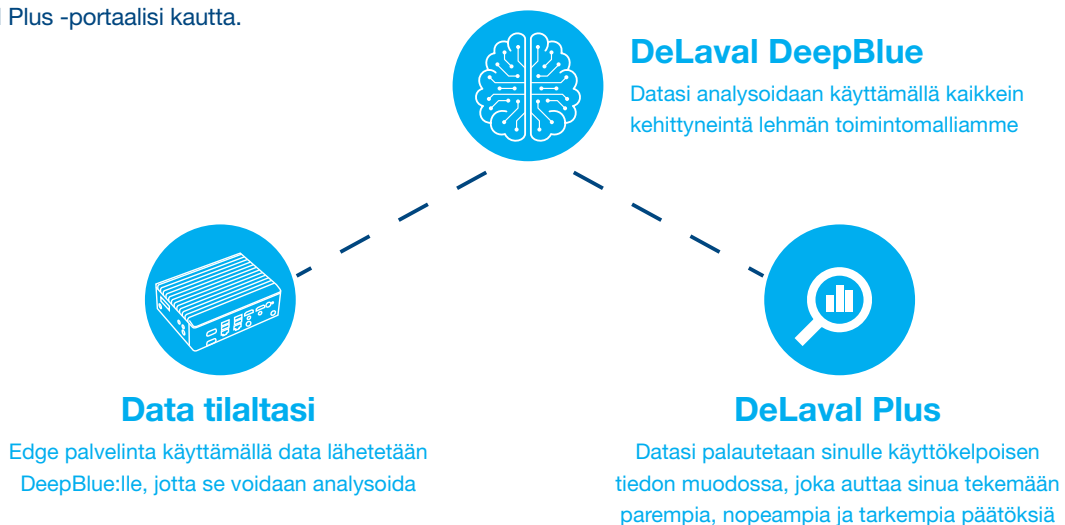 Plus -portaalisi kautta.
DeLaval DeepBlue
Datasi analysoidaan käyttämällä kaikkein
kehittyneintä lehmän toimintomalliamme
Data tilaltasi
Edge palvelinta käyttämällä data lähetetään
DeepBlue:lle, jotta se voidaan analysoida
DeLaval Plus
Datasi palautetaan sinulle käyttökelpoisen
tiedon muodossa, joka auttaa sinua tekemään
parempia, nopeampia ja tarkempia päätöksiä